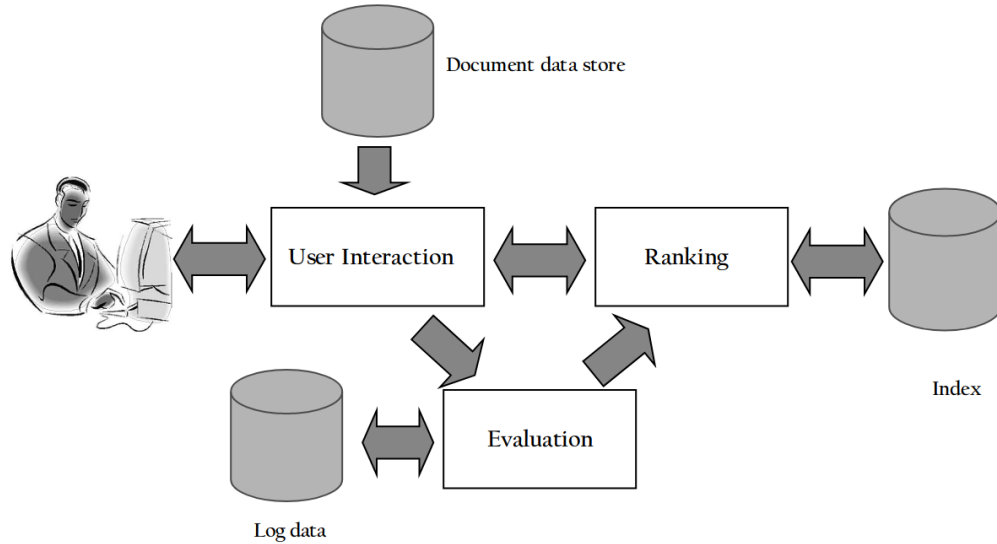 Document data store
User Interaction
Ranking
Index
Evaluation
Log data